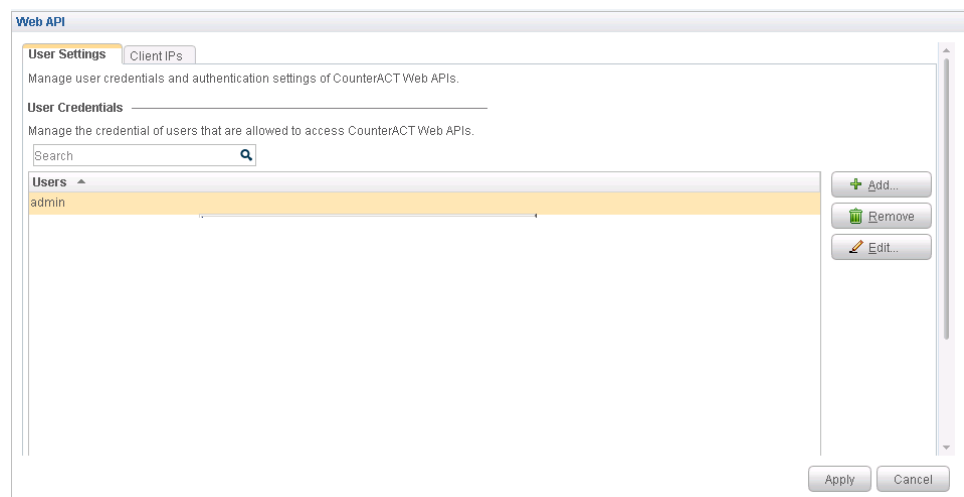 Web API
User Settings
Client IPs
Manage user credentials and authentication settings of CounterACT Web APIs.
User Credentials
Manage the credential of users that are allowed to access CounterACT Web APIs.
Search
Users
admin
Add...
Remove
Edit...
Apply
Cancel